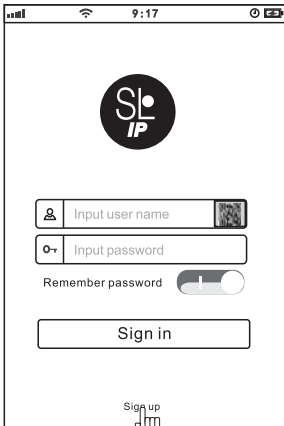 9:17
SL
IP
Input user name
Input password
Remember password
Sign in
Sign up